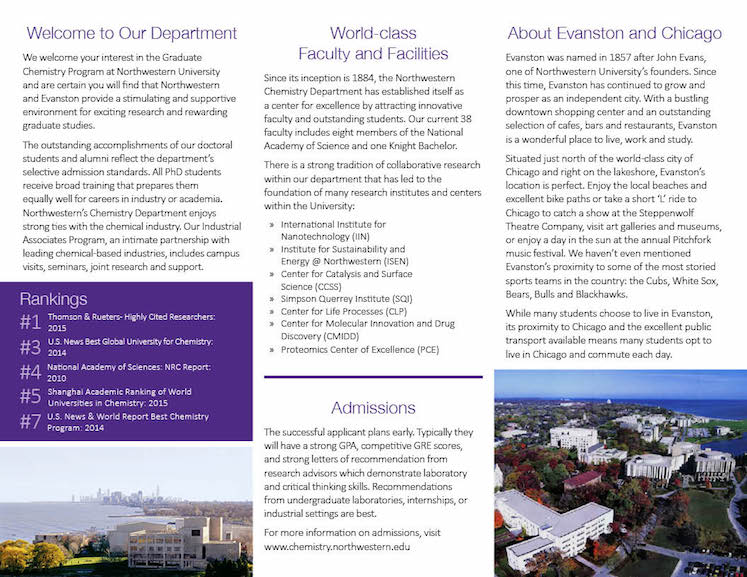 Welcome to Our Department
We welcome your interest in the Graduate
Chemistry Program at Northwestern University
and are certain you will find that Northwestern
and Evanston provide a stimulating and supportive
environment for exciting research and rewarding
graduate studies.
The outstanding accomplishments of our doctoral
students and alumni reflect the department's
selective admission standards. All PhD students
receive broad training that prepares them
equally well for careers in industry or academia.
Northwestern's Chemistry Department enjoys
strong ties with the chemical industry. Our Industrial
Associates Program, an intimate partnership with
leading chemical-based industries, includes campus
visits, seminars, joint research and support.
Rankings
#1 Thomson & Rueters- Highly Cited Researchers:
2015
#3 U.S. News Best Global University for Chemistry:
2014
#4 National Academy of Sciences: NRC Report:
2010
#5 Shanghai Academic Ranking of World
Universities in Chemistry: 2015
#7 U.S. News & World Report Best Chemistry
Program: 2014
World-class
Faculty and Facilities
Since its inception is 1884, the Northwestern
Chemistry Department has established itself as
a center for excellence by attracting innovative
faculty and outstanding students. Our current 38
faculty includes eight members of the National
Academy of Science and one Knight Bachelor.
There is a strong tradition of collaborative research
within our department that has led to the
foundation of many research institutes and centers
within the University:
» International Institute for
Nanotechnology (IIN)
» Institute for Sustainability and
Energy @ Northwestern (ISEN)
» Center for Catalysis and Surface
Science (CCSS)
» Simpson Querrey Institute (SQI)
» Center for Life Processes (CLP)
» Center for Molecular Innovation and Drug
Discovery (CMIDD)
» Proteomics Center of Excellence (PCE)
Admissions
The successful applicant plans early. Typically they
will have a strong GPA, competitive GRE scores,
and strong letters of recommendation from
research advisors which demonstrate laboratory
and critical thinking skills. Recommendations
from undergraduate laboratories, internships, or
industrial settings are best.
For more information on admissions, visit
www.chemistry.northwestern.edu
About Evanston and Chicago
Evanston was named in 1857 after John Evans,
one of Northwestern University's founders. Since
this time, Evanston has continued to grow and
prosper as an independent city. With a bustling
downtown shopping center and an outstanding
selection of cafes, bars and restaurants, Evanston
is a wonderful place to live, work and study.
Situated just north of the world-class city of
Chicago and right on the lakeshore, Evanston's
location is perfect. Enjoy the local beaches and
excellent bike paths or take a short 'L' ride to
Chicago to catch a show at the Steppenwolf
Theatre Company, visit art galleries and museums,
or enjoy a day in the sun at the annual Pitchfork
music festival. We haven't even mentioned
Evanston's proximity to some of the most storied
sports teams in the country: the Cubs, White Sox,
Bears, Bulls and Blackhawks.
While many students choose to live in Evanston,
its proximity to Chicago and the excellent public
transport available means many students opt to
live in Chicago and commute each day.